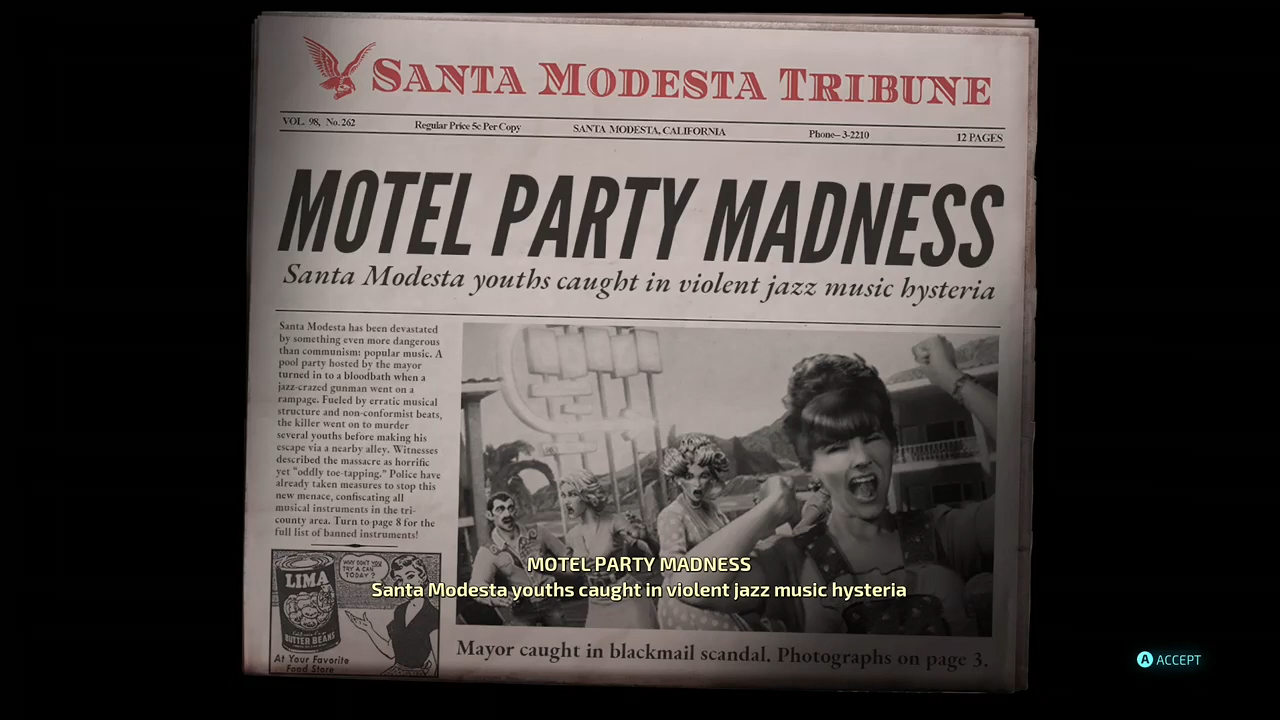 SANTA MODESTA TRIBUNE
VOL. 98, No. 262 Regular Price 5c Per Copy SANTA MODESTA, CALIFORNIA Phone– 3-2210 12 PAGES
MOTEL PARTY MADNESS
Santa Modesta youths caught in violent jazz music hysteria
Santa Modesta has been devastated
by something even more dangerous
than communism: popular music. A
pool party hosted by the mayor
turned in to a bloodbath when a
jazz-crazed gunman went on a
rampage. Fueled by erratic musical
structure and non-conformist beats,
the killer went on to murder
several youths before making his
escape via a nearby alley. Witnesses
described the massacre as horrific
yet "oddly toe-tapping." Police have
already taken measures to stop this
new menace, confiscating all
musical instruments in the tri-
county area. Turn to page 8 for the
full list of banned instruments!
LIMA
BUTTER BEANS
WHY DON'T YOU
TRY A CAN
TODAY?
At Your Favorite
Food Store
MOTEL PARTY MADNESS
Santa Modesta youths caught in violent jazz music hysteria
Mayor caught in blackmail scandal. Photographs on page 3.
A ACCEPT